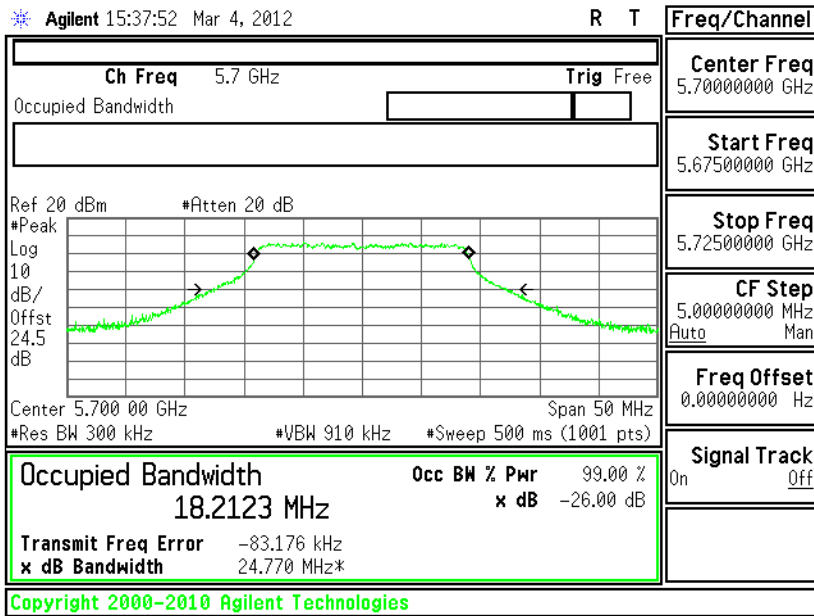 Agilent 15:37:52 Mar 4, 2012 R T
Ch Freq 5.7 GHz Trig Free
Occupied Bandwidth
Ref 20 dBm #Atten 20 dB
#Peak
Log
10
dB/
Offst
24.5
dB
Center 5.700 00 GHz Span 50 MHz
#Res BW 300 kHz #VBW 910 kHz #Sweep 500 ms (1001 pts)
Occupied Bandwidth
18.2123 MHz
Occ BW % Pwr 99.00 %
x dB -26.00 dB
Transmit Freq Error -83.176 kHz
x dB Bandwidth 24.770 MHz*
Copyright 2000-2010 Agilent Technologies
Freq/Channel
Center Freq
5.70000000 GHz
Start Freq
5.67500000 GHz
Stop Freq
5.72500000 GHz
CF Step
5.00000000 MHz
Auto Man
Freq Offset
0.00000000 Hz
Signal Track
On Off